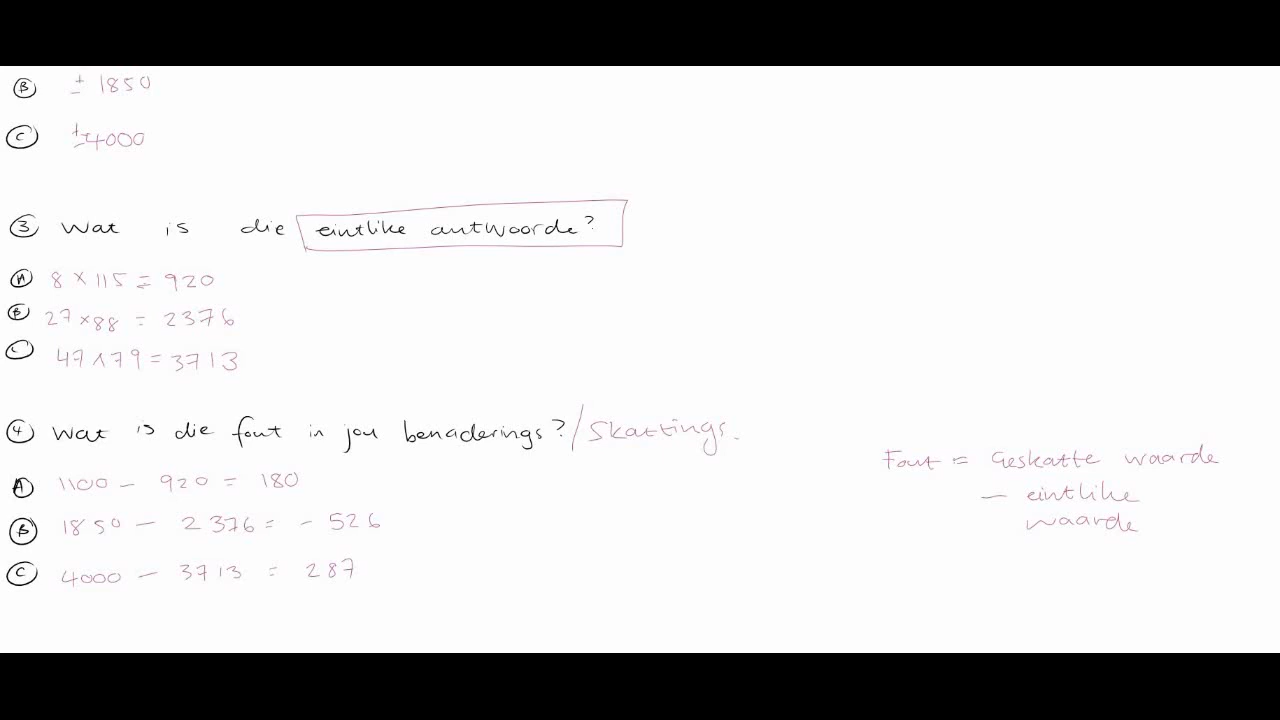 B ± 1850
C ± 4000
3 Wat is die eintlike antwoorde?
A 8 × 115 = 920
B 27 × 88 = 2376
C 47 × 79 = 3713
4 Wat is die fout in jou benaderings? / Skattings.
A 1100 - 920 = 180
B 1850 - 2376 = - 526
C 4000 - 3713 = 287
Fout = Geskatte waarde
- eintlike
waarde